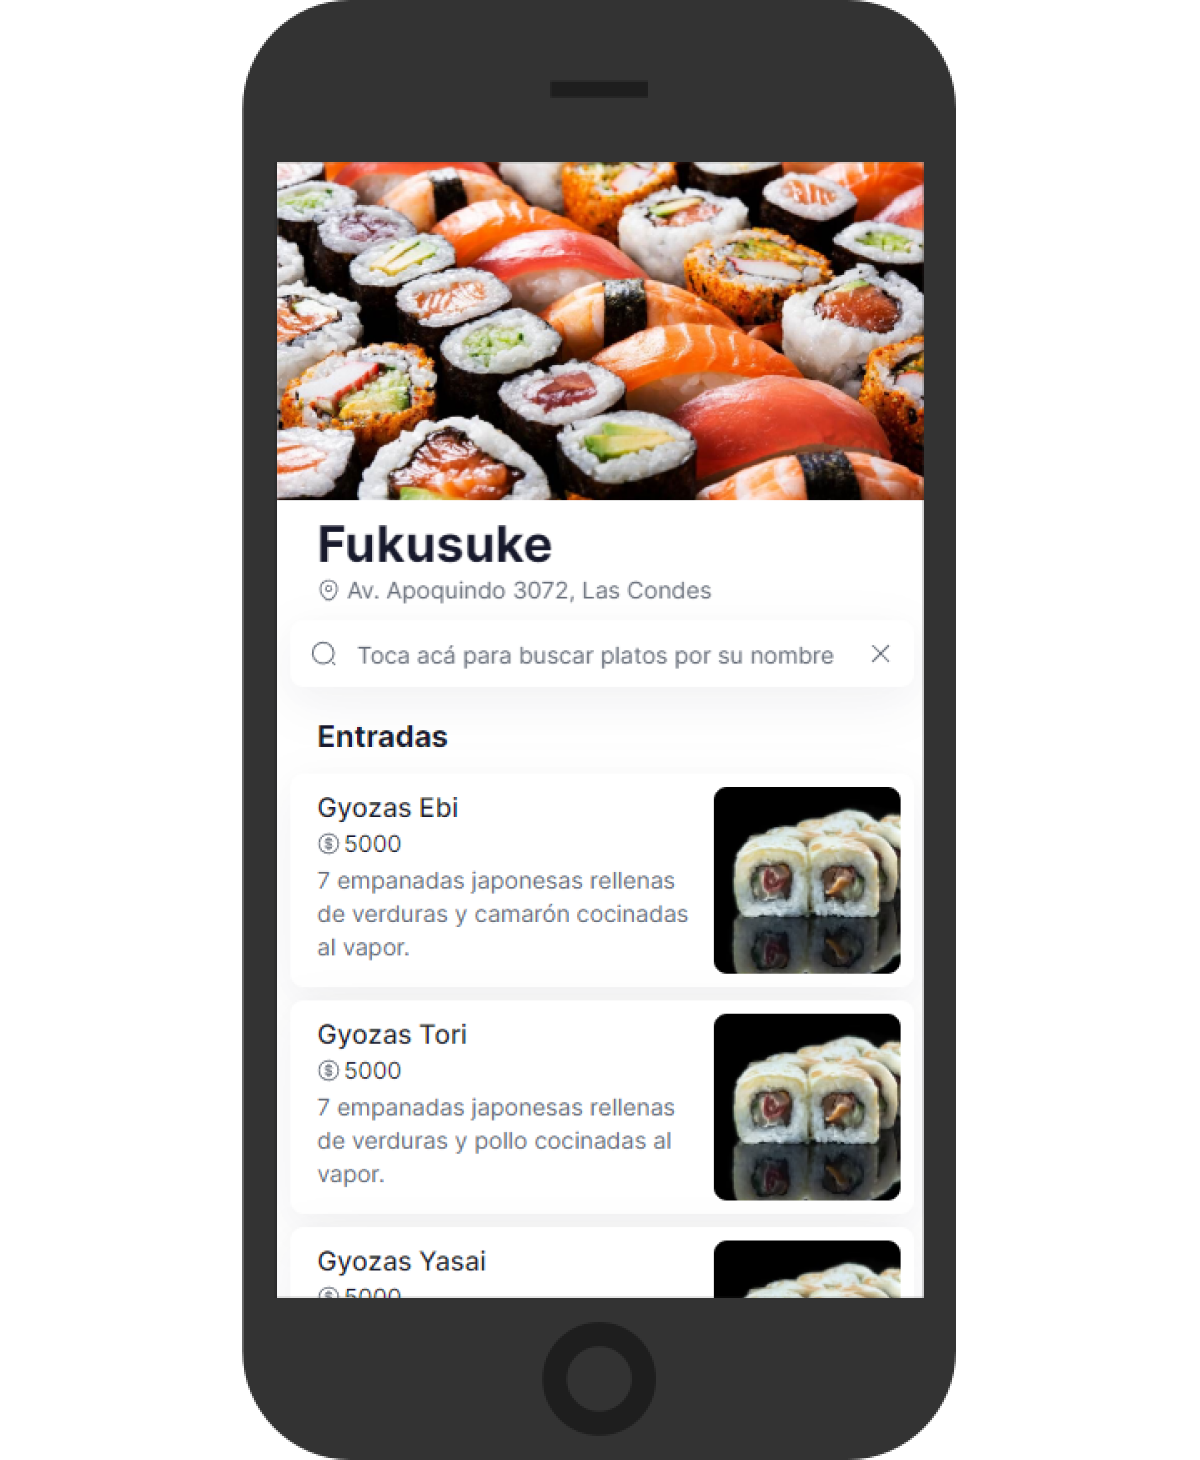 Fukusuke
Av. Apoquindo 3072, Las Condes
Toca acá para buscar platos por su nombre
Entradas
Gyozas Ebi
$ 5000
7 empanadas japonesas rellenas
de verduras y camarón cocinadas
al vapor.
Gyozas Tori
$ 5000
7 empanadas japonesas rellenas
de verduras y pollo cocinadas al
vapor.
Gyozas Yasai
$ 5000